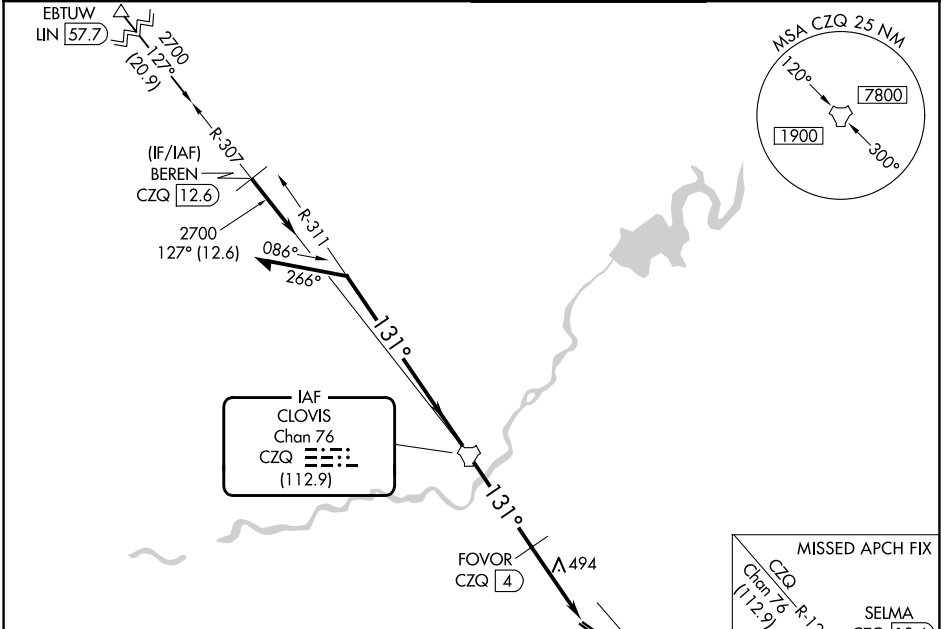 EBTUW
LIN 57.7
2700
127°
(20.9)
MSA CZQ 25 NM
120°
7800
1900
300°
R-307
(IF/IAF)
BEREN
CZQ 12.6
2700
127° (12.6)
R-311
086°
266°
131°
IAF
CLOVIS
Chan 76
CZQ
(112.9)
131°
FOVOR
CZQ 4
494
MISSED APCH FIX
CZQ
Chan 76
(112.9)
SELMA